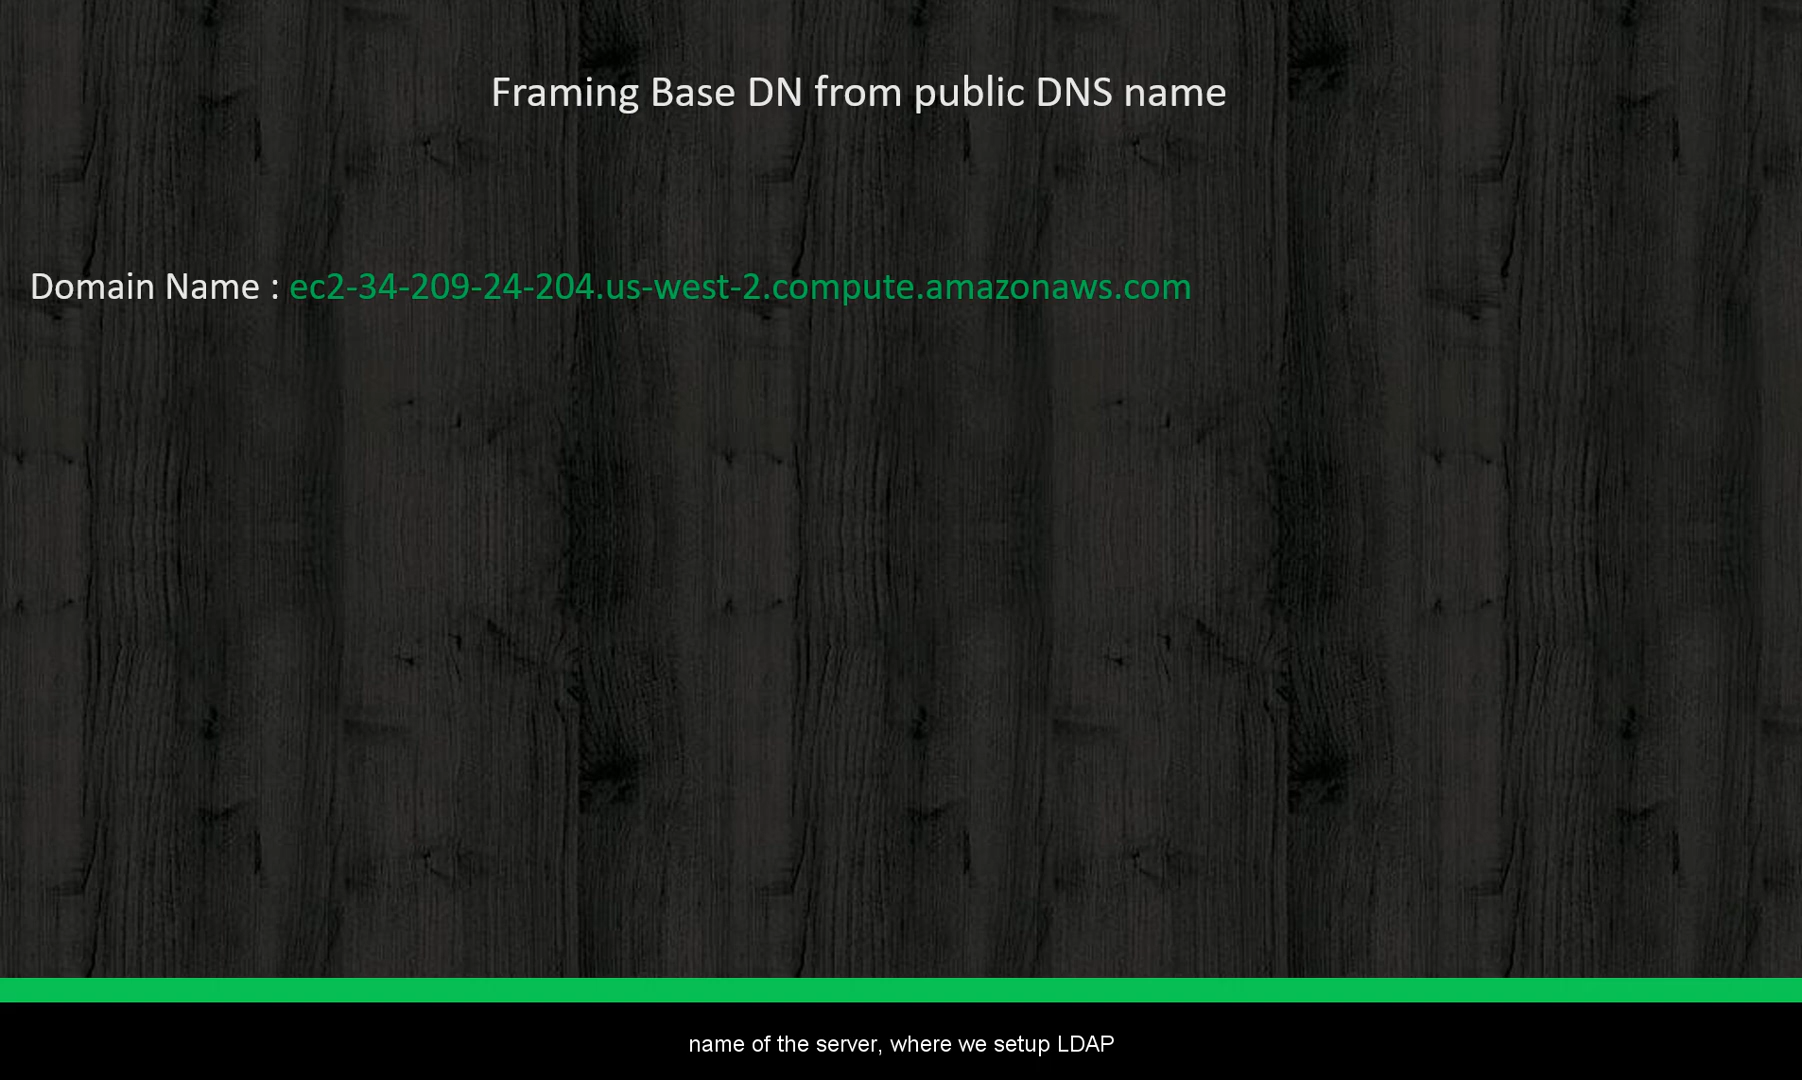 Framing Base DN from public DNS name
Domain Name : ec2-34-209-24-204.us-west-2.compute.amazonaws.com
name of the server, where we setup LDAP